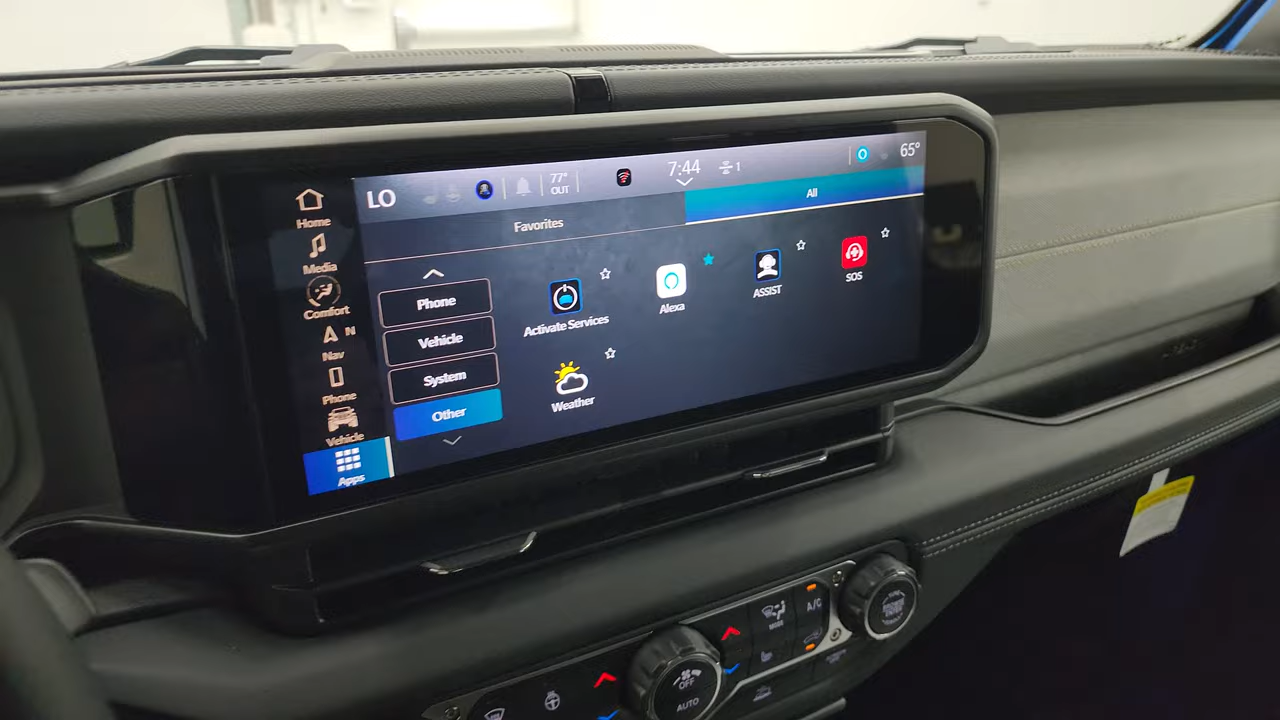 LO
77°
OUT
7:44
1
65°
Home
Media
Comfort
N
Nav
Phone
Vehicle
Apps
Favorites
All
Phone
Vehicle
System
Other
Activate Services
Alexa
ASSIST
SOS
Weather
OFF
AUTO
MODE
A/C